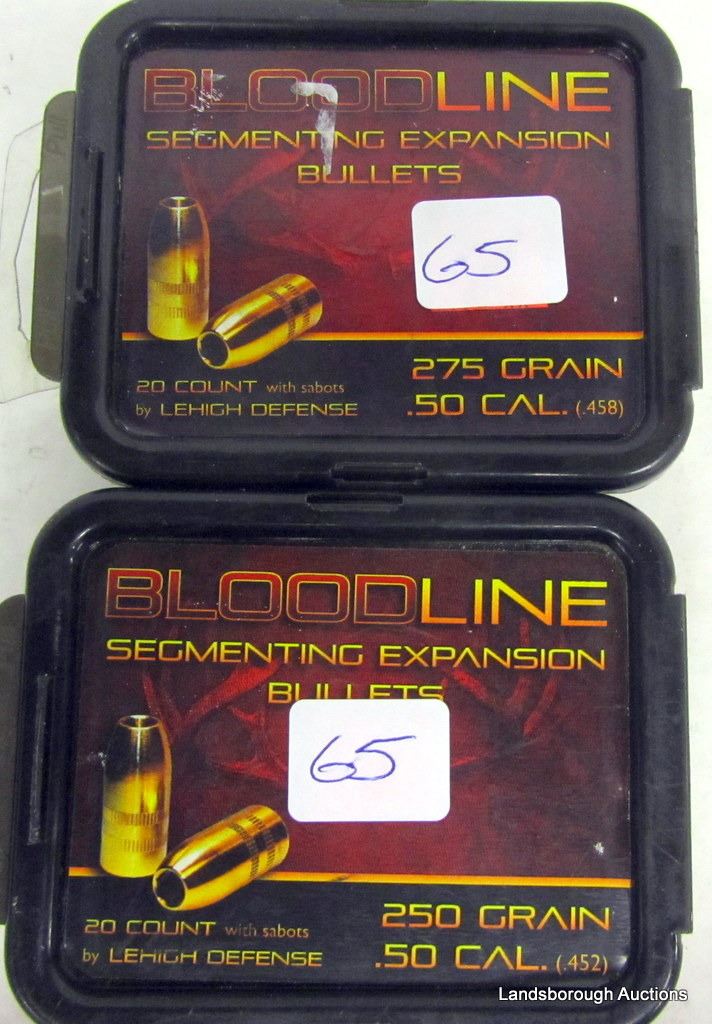 Pull
BLOODLINE
SEGMENTING EXPANSION
BULLETS
65
275 GRAIN
20 COUNT with sabots
.50 CAL. (.458)
by LEHIGH DEFENSE
BLOODLINE
SEGMENTING EXPANSION
BULLETS
65
250 GRAIN
20 COUNT with sabots
.50 CAL. (.452)
by LEHIGH DEFENSE
Landsborough Auctions